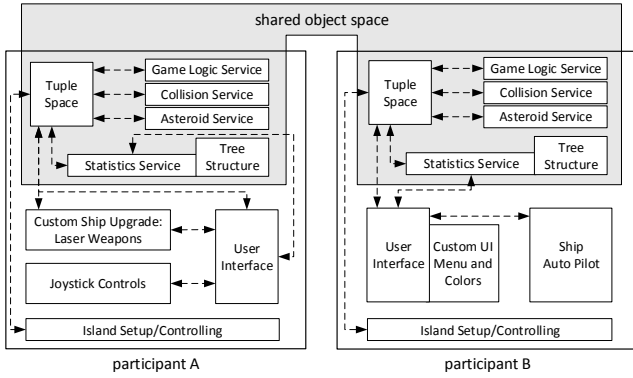 shared object space
Tuple
Space
Game Logic Service
Collision Service
Asteroid Service
Statistics Service
Tree
Structure
Custom Ship Upgrade:
Laser Weapons
User
Interface
Joystick Controls
Island Setup/Controlling
participant A
Tuple
Space
Game Logic Service
Collision Service
Asteroid Service
Statistics Service
Tree
Structure
User
Interface
Custom UI
Menu and
Colors
Ship
Auto Pilot
Island Setup/Controlling
participant B